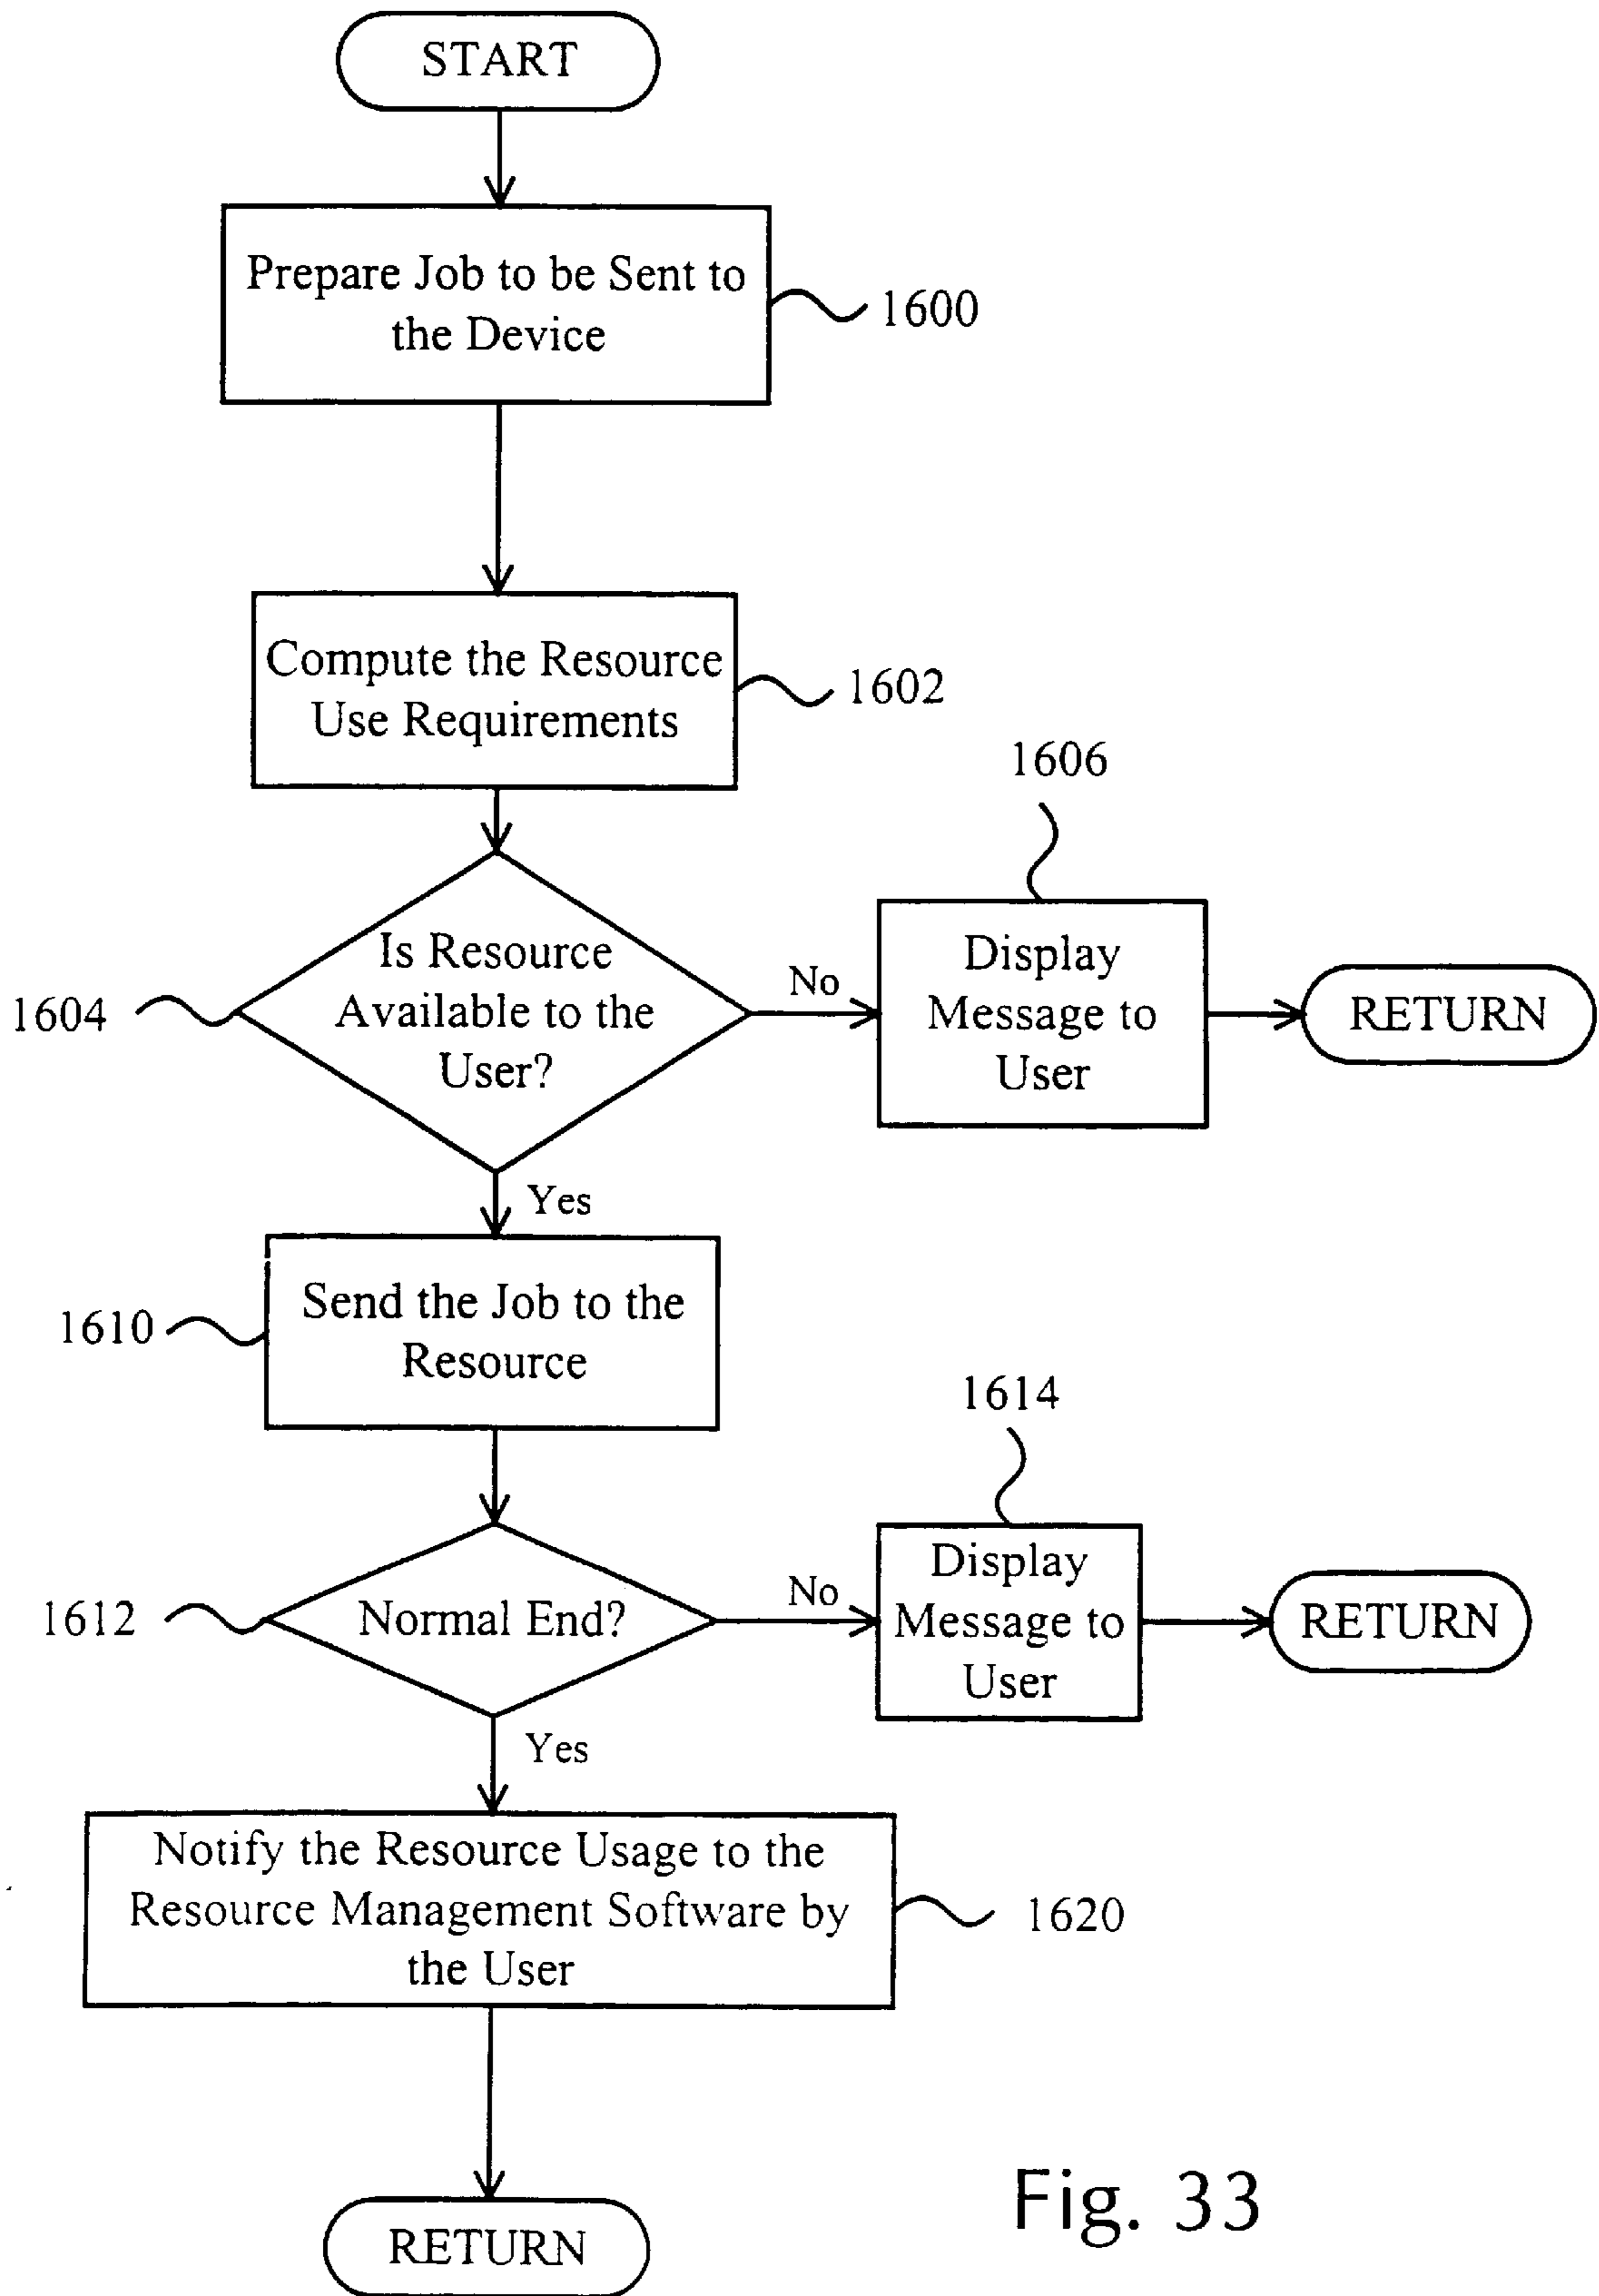 START
Prepare Job to be Sent to
the Device
1600
Compute the Resource
Use Requirements
1602
1606
Is Resource
Available to the
User?
1604
No
Display
Message to
User
RETURN
Yes
Send the Job to the
Resource
1610
1614
Normal End?
1612
No
Display
Message to
User
RETURN
Yes
Notify the Resource Usage to the
Resource Management Software by
the User
1620
RETURN
Fig. 33